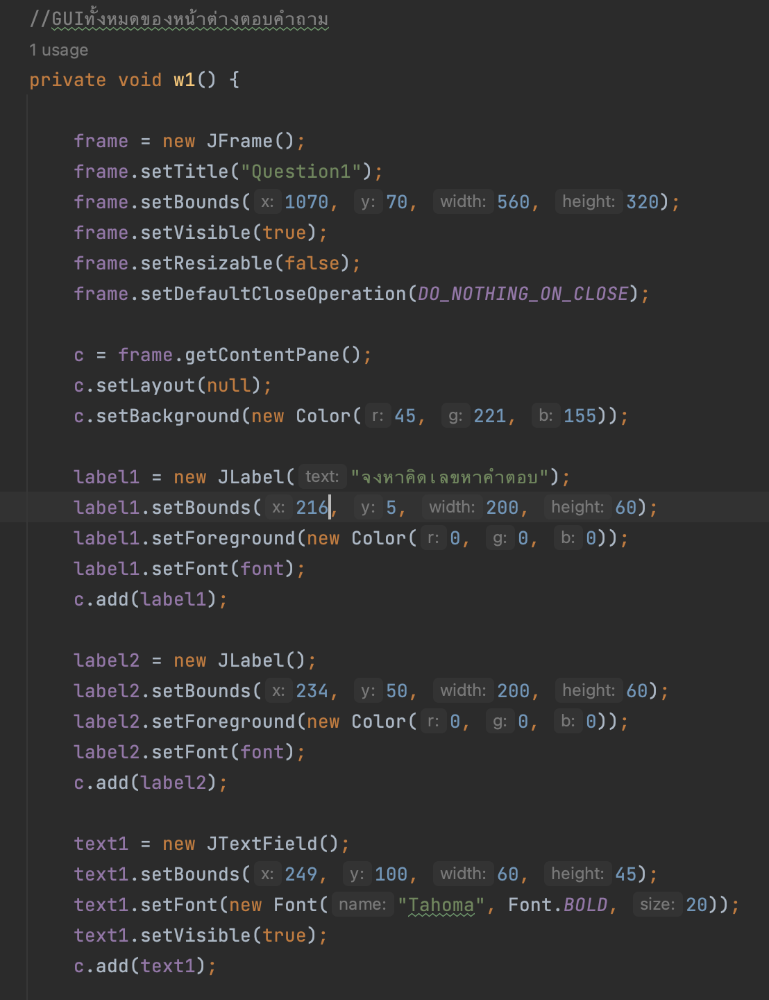 //GUIทั้งหมดของหน้าต่างตอบคำถาม
1 usage
private void w1() {
frame = new JFrame();
frame.setTitle("Question1");
frame.setBounds( x: 1070, y: 70, width: 560, height: 320);
frame.setVisible(true);
frame.setResizable(false);
frame.setDefaultCloseOperation(DO_NOTHING_ON_CLOSE);
c = frame.getContentPane();
c.setLayout(null);
c.setBackground(new Color( r: 45, g: 221, b: 155));
label1 = new JLabel( text: "จงหาคิดเลขหาคำตอบ");
label1.setBounds( x: 216, y: 5, width: 200, height: 60);
label1.setForeground(new Color( r: 0, g: 0, b: 0));
label1.setFont(font);
c.add(label1);
label2 = new JLabel();
label2.setBounds( x: 234, y: 50, width: 200, height: 60);
label2.setForeground(new Color( r: 0, g: 0, b: 0));
label2.setFont(font);
c.add(label2);
text1 = new JTextField();
text1.setBounds( x: 249, y: 100, width: 60, height: 45);
text1.setFont(new Font( name: "Tahoma", Font.BOLD, size: 20));
text1.setVisible(true);
c.add(text1);